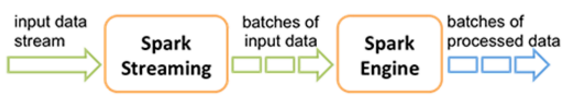 input data
stream
Spark
Streaming
batches of
input data
Spark
Engine
batches of
processed data